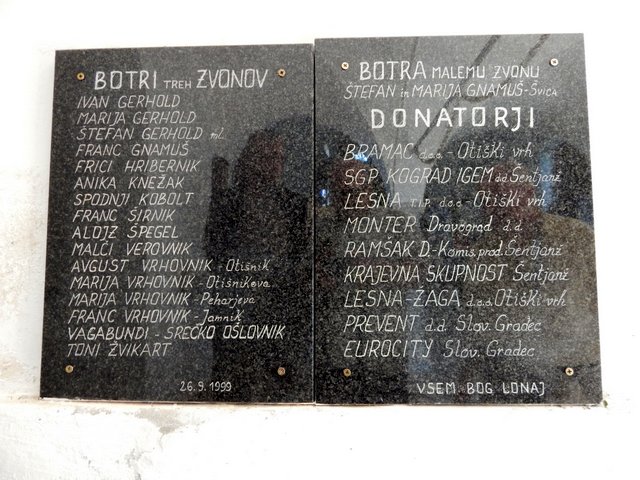 BOTRI TREH ZVONOV
IVAN GERHOLD
MARIJA GERHOLD
ŠTEFAN GERHOLD ml.
FRANC GNAMUŠ
FRICI HRIBERNIK
ANIKA KNEŽAK
SPODNJI KOBOLT
FRANC ŠIRNIK
ALOJZ ŠPEGEL
MALČI VEROVNIK
AVGUST VRHOVNIK - Otišnik
MARIJA VRHOVNIK - Otišnikova
MARIJA VRHOVNIK - Peharjeva
FRANC VRHOVNIK - Jamnik
VAGABUNDI - SREČKO OŠLOVNIK
TONI ŽVIKART
26.9.1999
BOTRA MALEMU ZVONU
ŠTEFAN in MARIJA GNAMUŠ - Švica
DONATORJI
BRAMAC d.o.o. - Otiški vrh
SGP KOGRAD IGEM d.d Šentjanž
LESNA T.I.P. d.o.o - Otiški vrh
MONTER Dravograd d.d
RAMŠAK D. - Komis. prod. Šentjanž
KRAJEVNA SKUPNOST Šentjanž
LESNA - ŽAGA d.o.o. Otiški vrh
PREVENT d.d. Slov. Gradec
EUROCITY Slov. Gradec
VSEM BOG LONAJ